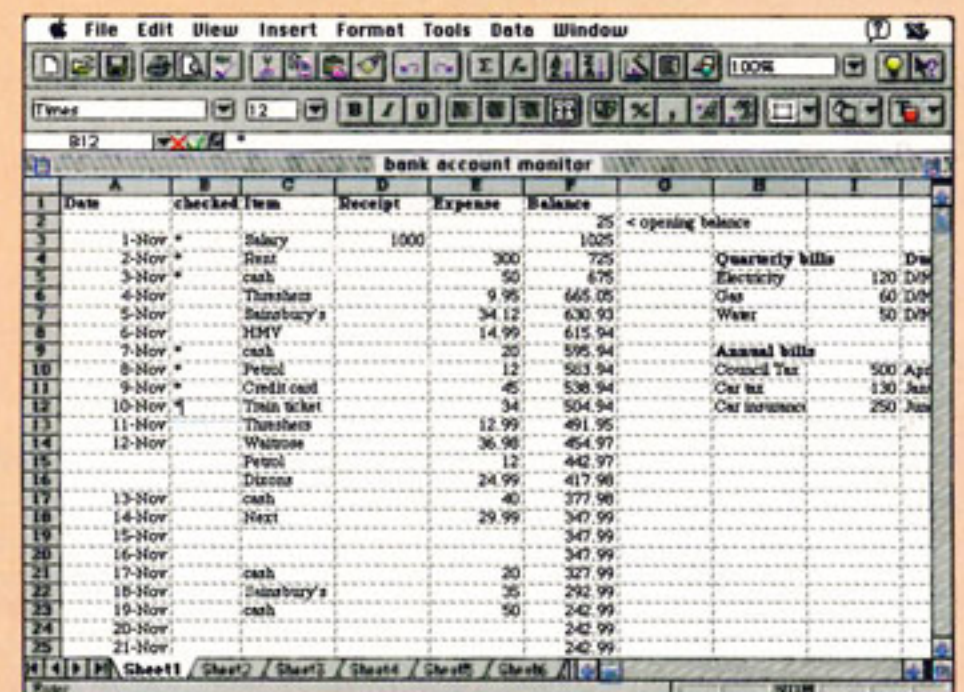 File Edit View Insert Format Tools Data Window
100%
Times 12 B I U % ,
B12 *
bank account monitor
A B C D E F G H I
1 Date checked Item Receipt Expense Balance
2 25 < opening balance
3 1-Nov * Salary 1000 1025
4 2-Nov * Rent 300 725 Quarterly bills Due
5 3-Nov * cash 50 675 Electricity 120 D/M
6 4-Nov Threshers 9.95 665.05 Gas 60 D/M
7 5-Nov Sainsbury's 34.12 630.93 Water 50 D/M
8 6-Nov HMV 14.99 615.94
9 7-Nov * cash 20 595.94 Annual bills
10 8-Nov * Petrol 12 583.94 Council Tax 500 Apr
11 9-Nov * Credit card 45 538.94 Car tax 130 Jan
12 10-Nov Train ticket 34 504.94 Car insurance 250 June
13 11-Nov Threshers 12.99 491.95
14 12-Nov Waitrose 36.98 454.97
15 Petrol 12 442.97
16 Dixons 24.99 417.98
17 13-Nov cash 40 377.98
18 14-Nov Next 29.99 347.99
19 15-Nov 347.99
20 16-Nov 347.99
21 17-Nov cash 20 327.99
22 18-Nov Sainsbury's 35 292.99
23 19-Nov cash 50 242.99
24 20-Nov 242.99
25 21-Nov 242.99
Sheet1 Sheet2 Sheet3 Sheet4 Sheet5 Sheet6
Enter NUM